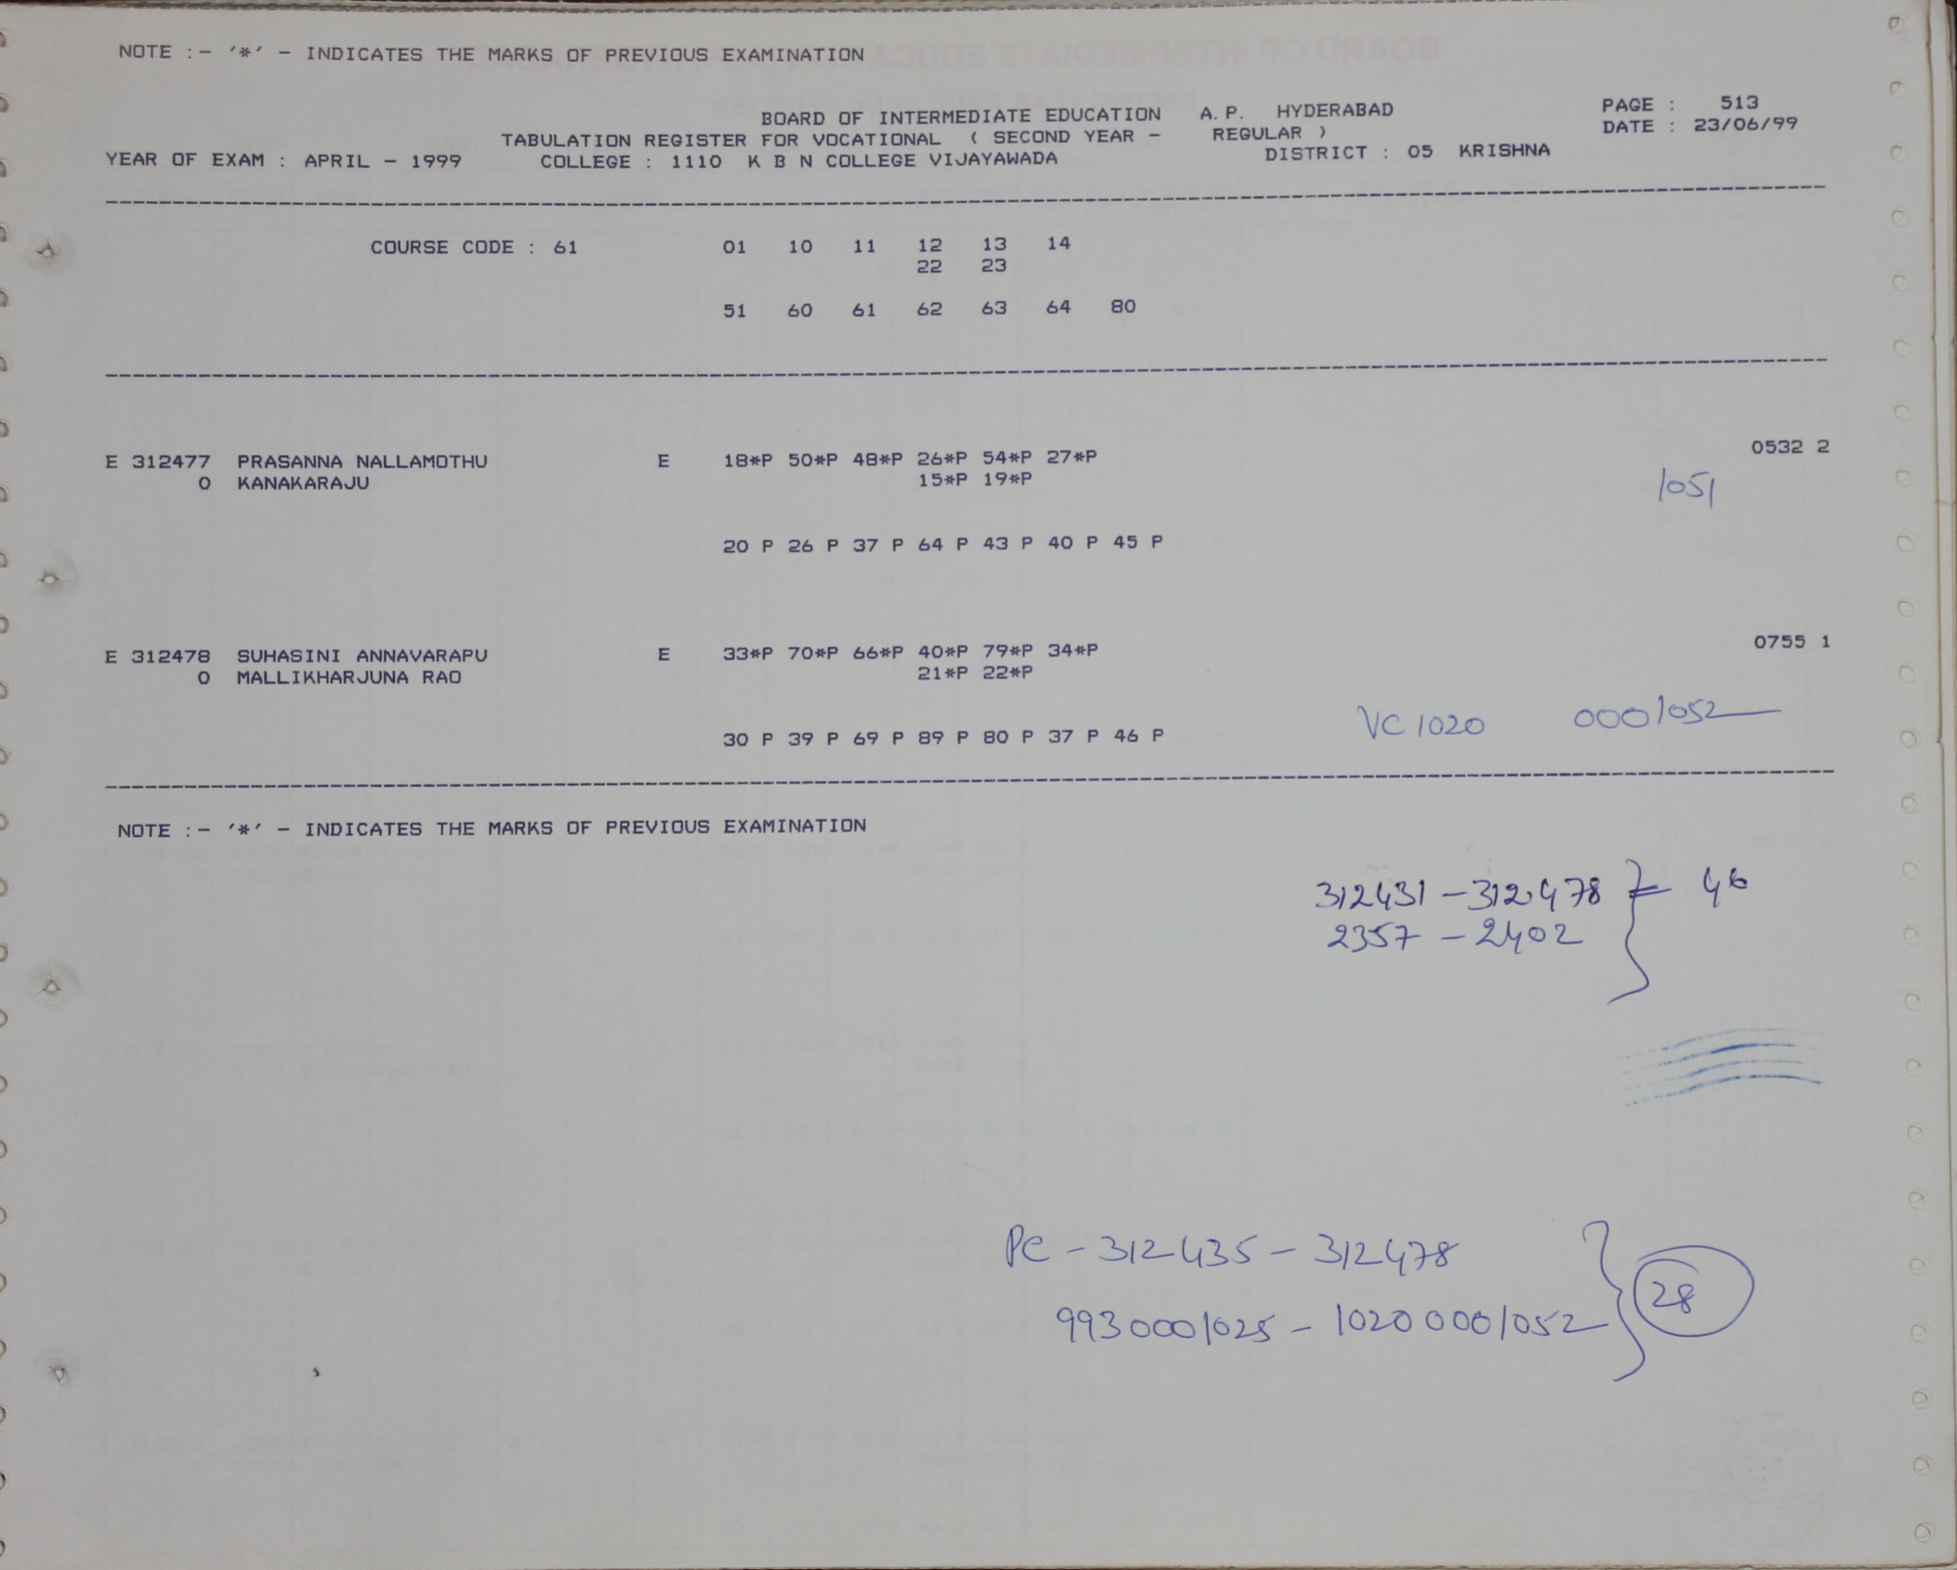 NOTE :- '*' - INDICATES THE MARKS OF PREVIOUS EXAMINATION
BOARD OF INTERMEDIATE EDUCATION A.P. HYDERABAD PAGE : 513
TABULATION REGISTER FOR VOCATIONAL ( SECOND YEAR - REGULAR ) DATE : 23/06/99
YEAR OF EXAM : APRIL - 1999 COLLEGE : 1110 K B N COLLEGE VIJAYAWADA DISTRICT : 05 KRISHNA
COURSE CODE : 61 01 10 11 12 13 14
22 23
51 60 61 62 63 64 80
E 312477 PRASANNA NALLAMOTHU E 18*P 50*P 48*P 26*P 54*P 27*P 0532 2
0 KANAKARAJU 15*P 19*P 1051
20 P 26 P 37 P 64 P 43 P 40 P 45 P
E 312478 SUHASINI ANNAVARAPU E 33*P 70*P 66*P 40*P 79*P 34*P 0755 1
0 MALLIKHARJUNA RAO 21*P 22*P
VC 1020 0001052
30 P 39 P 69 P 89 P 80 P 37 P 46 P
NOTE :- '*' - INDICATES THE MARKS OF PREVIOUS EXAMINATION
312431 - 312478 } = 46
2357 - 2402
PC - 312435 - 312478
9930001025 - 10200001052 } 28